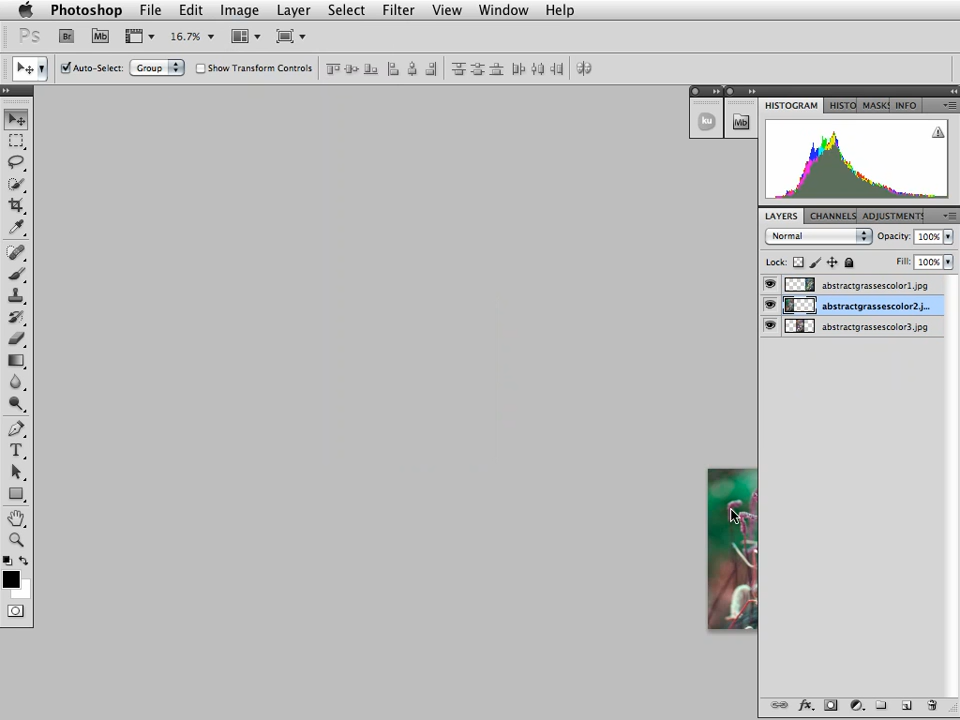 Photoshop File Edit Image Layer Select Filter View Window Help
Ps Br Mb 16.7%
Auto-Select: Group Show Transform Controls
ku Mb
HISTOGRAM HISTO MASKS INFO
LAYERS CHANNELS ADJUSTMENTS
Normal Opacity: 100%
Lock: Fill: 100%
abstractgrassescolor1.jpg
abstractgrassescolor2.j...
abstractgrassescolor3.jpg
T
fx